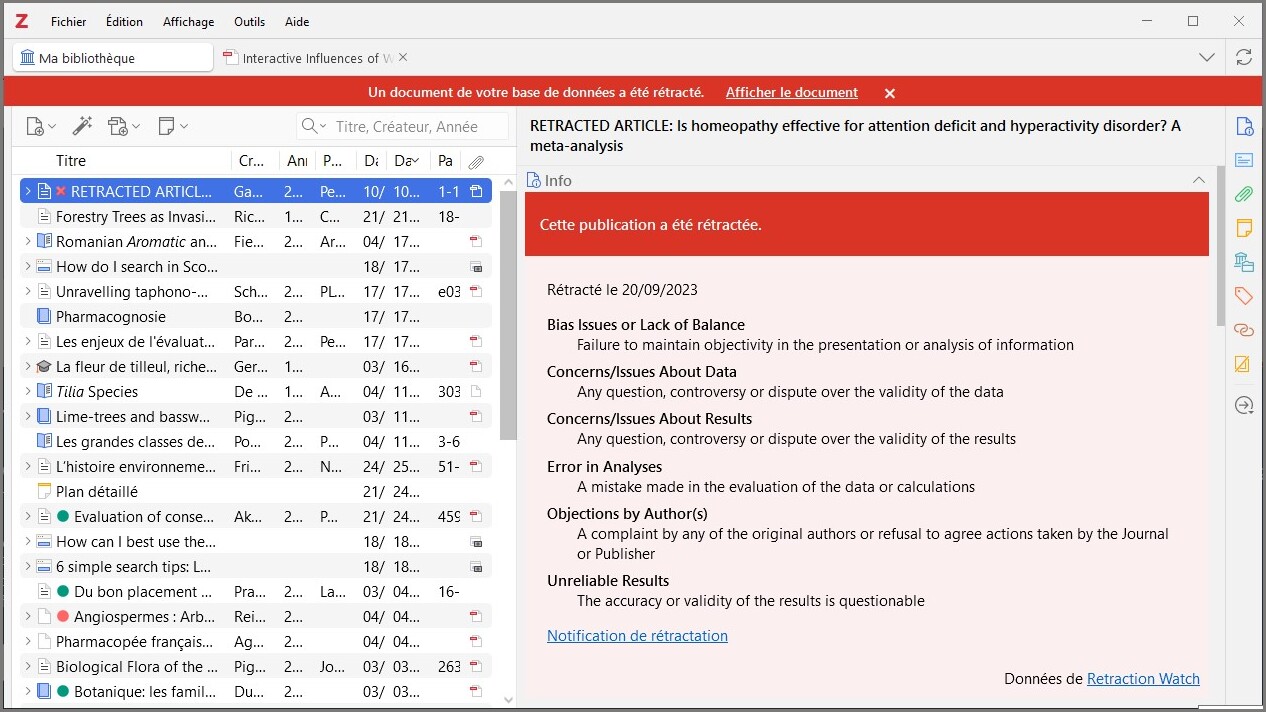 Z Fichier Édition Affichage Outils Aide
Ma bibliothèque Interactive Influences of W
Un document de votre base de données a été rétracté. Afficher le document
Titre, Créateur, Année
Titre Cr... Ani P... Da Da Pa
RETRACTED ARTICL... Ga... 2... Pe... 10/ 10... 1-1
Forestry Trees as Invasi... Ric... 1... C... 21/ 21... 18-
Romanian Aromatic an... Fie... 2... Ar... 04/ 17...
How do I search in Sco... 18/ 17...
Unravelling taphono-... Sch... 2... PL... 17/ 17... e03
Pharmacognosie Bo... 2... 17/ 17...
Les enjeux de l'évaluat... Par... 2... Pe... 17/ 17...
La fleur de tilleul, riche... Ger... 1... 03/ 16...
Tilia Species De ... 1... A... 04/ 11... 303
Lime-trees and bassw... Pig... 2... 03/ 11...
Les grandes classes de... Po... 2... P... 04/ 11... 3-6
L'histoire environneme... Fri... 2... N... 24/ 25... 51-
Plan détaillé 21/ 24...
Evaluation of conse... Ak... 2... P... 21/ 24... 459
How can I best use the... 18/ 18...
6 simple search tips: L... 18/ 18...
Du bon placement ... Pra... 2... La... 03/ 04... 16-
Angiospermes : Arb... Rei... 2... 04/ 04...
Pharmacopée français... Ag... 2... 04/ 04...
Biological Flora of the ... Pig... 2... Jo... 03/ 03... 263
Botanique: les famil... Du... 2... 03/ 03...
RETRACTED ARTICLE: Is homeopathy effective for attention deficit and hyperactivity disorder? A
meta-analysis
Info
Cette publication a été rétractée.
Rétracté le 20/09/2023
Bias Issues or Lack of Balance
Failure to maintain objectivity in the presentation or analysis of information
Concerns/Issues About Data
Any question, controversy or dispute over the validity of the data
Concerns/Issues About Results
Any question, controversy or dispute over the validity of the results
Error in Analyses
A mistake made in the evaluation of the data or calculations
Objections by Author(s)
A complaint by any of the original authors or refusal to agree actions taken by the Journal
or Publisher
Unreliable Results
The accuracy or validity of the results is questionable
Notification de rétractation
Données de Retraction Watch